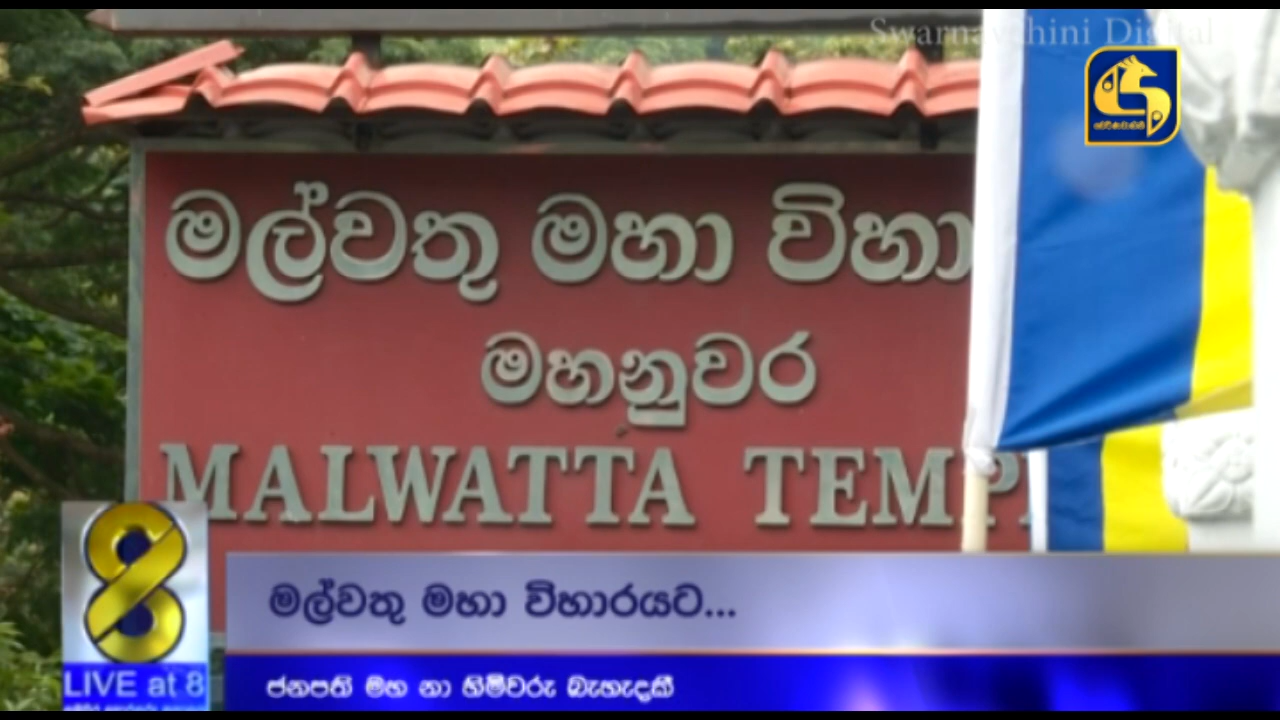 Swarnavahini Digital
මල්වතු මහා විහා
මහනුවර
MALWATTA TEMP
8
මල්වතු මහා විහාරයට...
LIVE at 8
ජනපති මහ නා හිමිවරු බැහැදකී